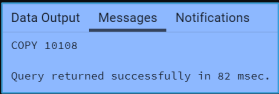 Data Output Messages Notifications
COPY 10108
Query returned successfully in 82 msec.